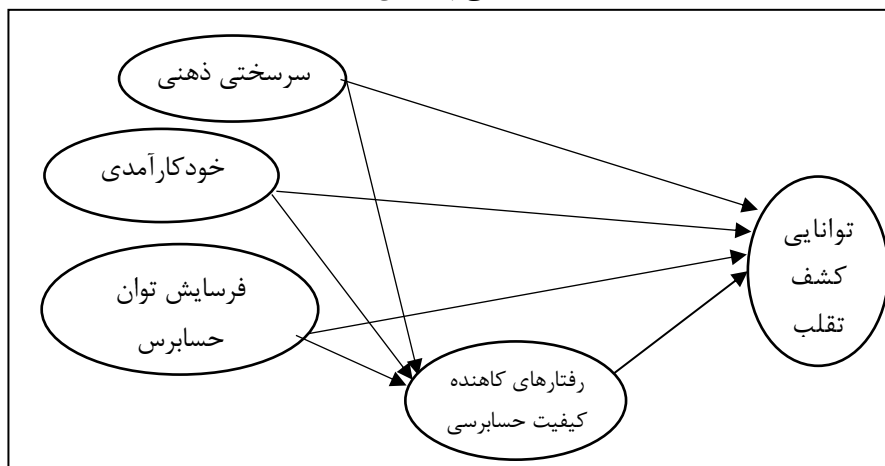 سرسختی ذهنی
خودکارآمدی
توانایی
کشف
تقلب
فرسایش توان
حسابرس
رفتارهای کاهنده
کیفیت حسابرسی